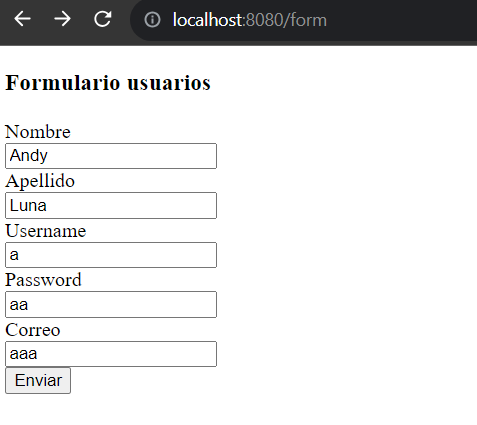 localhost:8080/form
Formulario usuarios
Nombre
Andy
Apellido
Luna
Username
a
Password
aa
Correo
aaa
Enviar